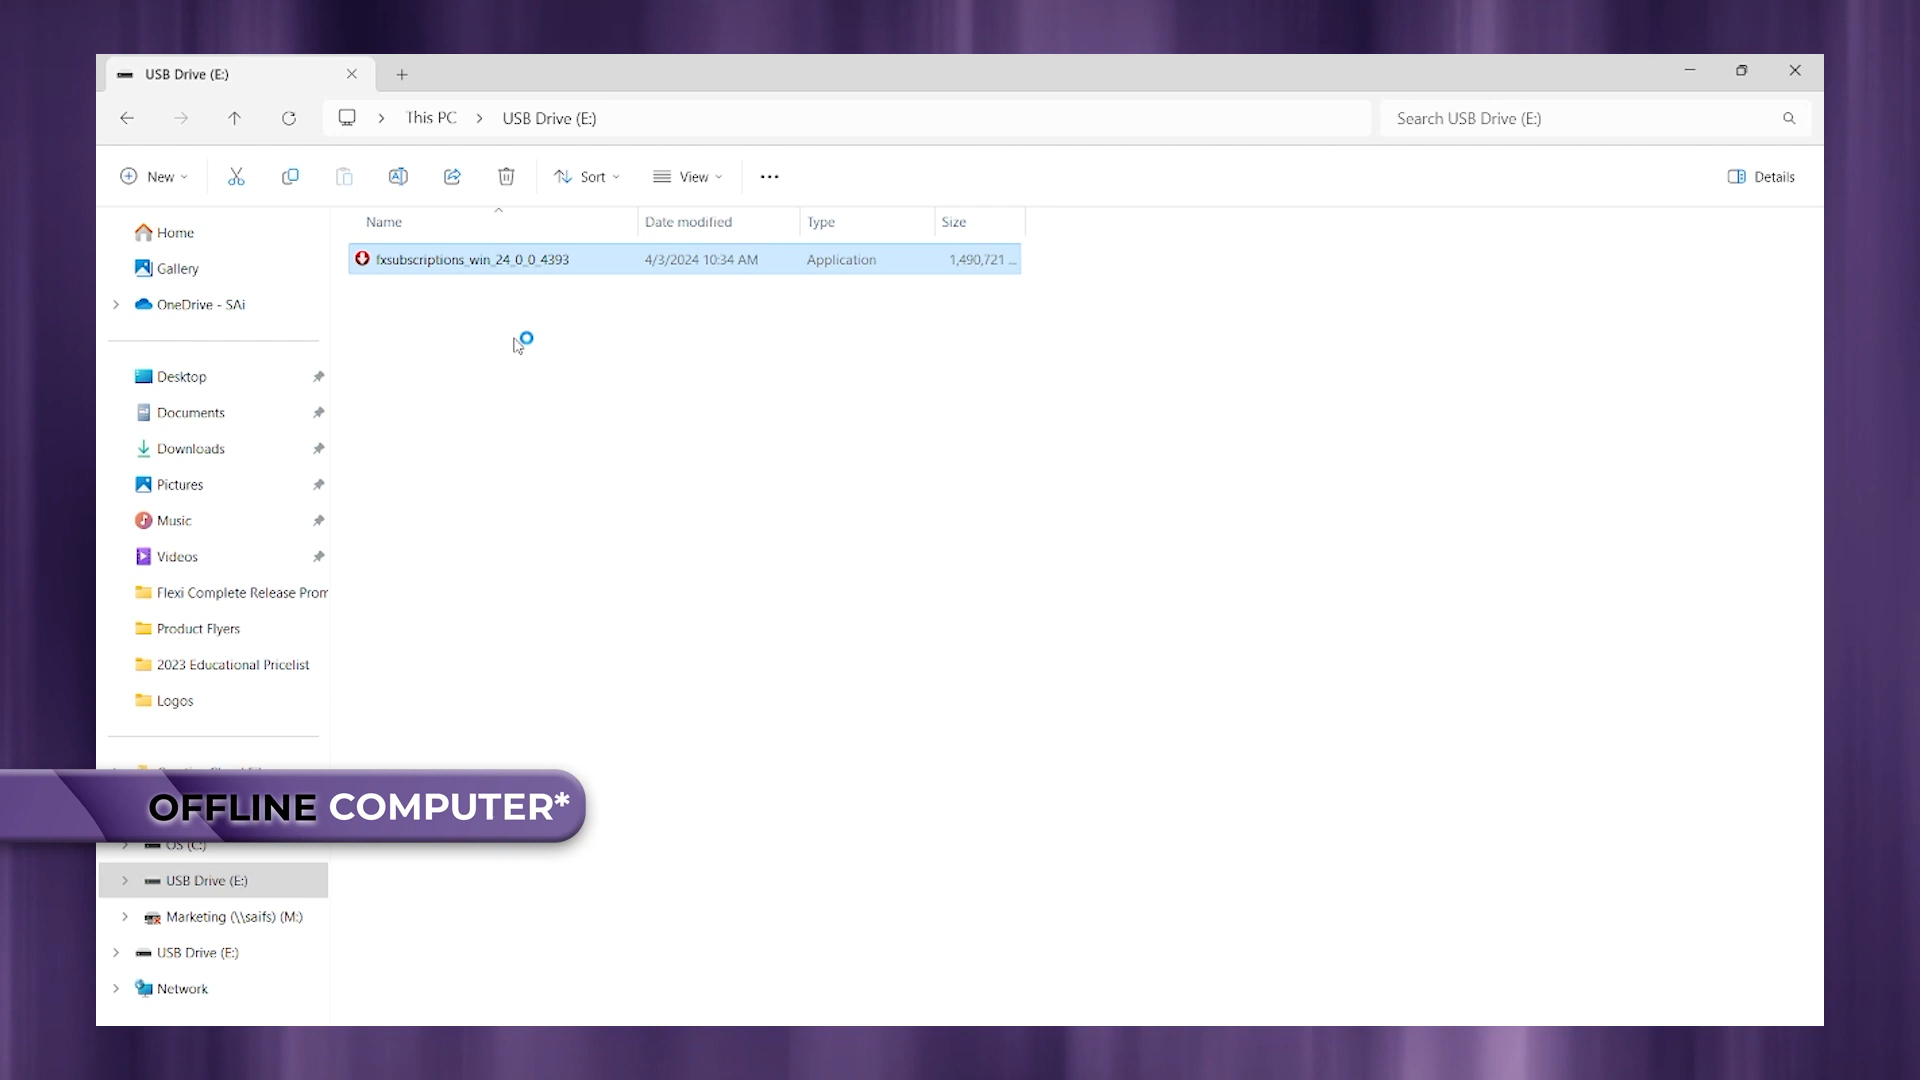 USB Drive (E:)
This PC
USB Drive (E:)
Search USB Drive (E:)
New
Sort
View
Details
Name
Date modified
Type
Size
fxsubscriptions_win_24_0_0_4393
4/3/2024 10:34 AM
Application
1,490,721 ...
Home
Gallery
OneDrive - SAi
Desktop
Documents
Downloads
Pictures
Music
Videos
Flexi Complete Release Prom
Product Flyers
2023 Educational Pricelist
Logos
OFFLINE COMPUTER*
OS (C:)
USB Drive (E:)
Marketing (\\saifs) (M:)
USB Drive (E:)
Network